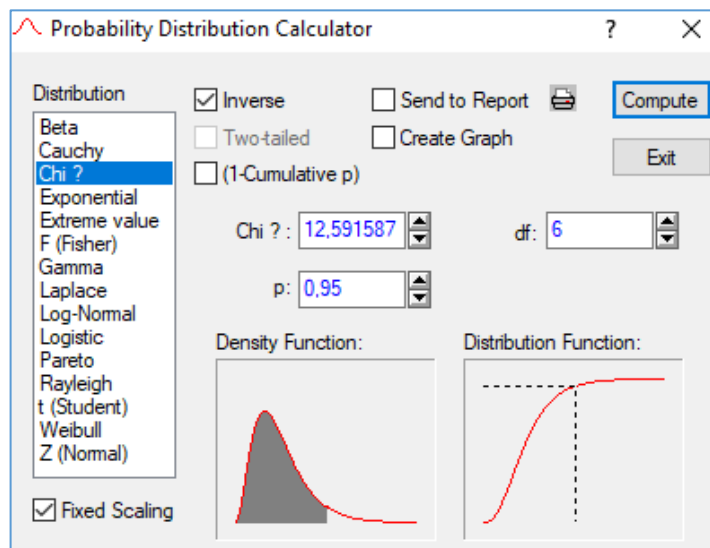 Probability Distribution Calculator ?
Distribution
Inverse Send to Report Compute
Two-tailed Create Graph
(1-Cumulative p) Exit
Beta
Cauchy
Chi ?
Exponential
Extreme value
F (Fisher)
Gamma
Laplace
Log-Normal
Logistic
Pareto
Rayleigh
t (Student)
Weibull
Z (Normal)
Fixed Scaling
Chi ? : 12,591587 df: 6
p: 0,95
Density Function: Distribution Function: